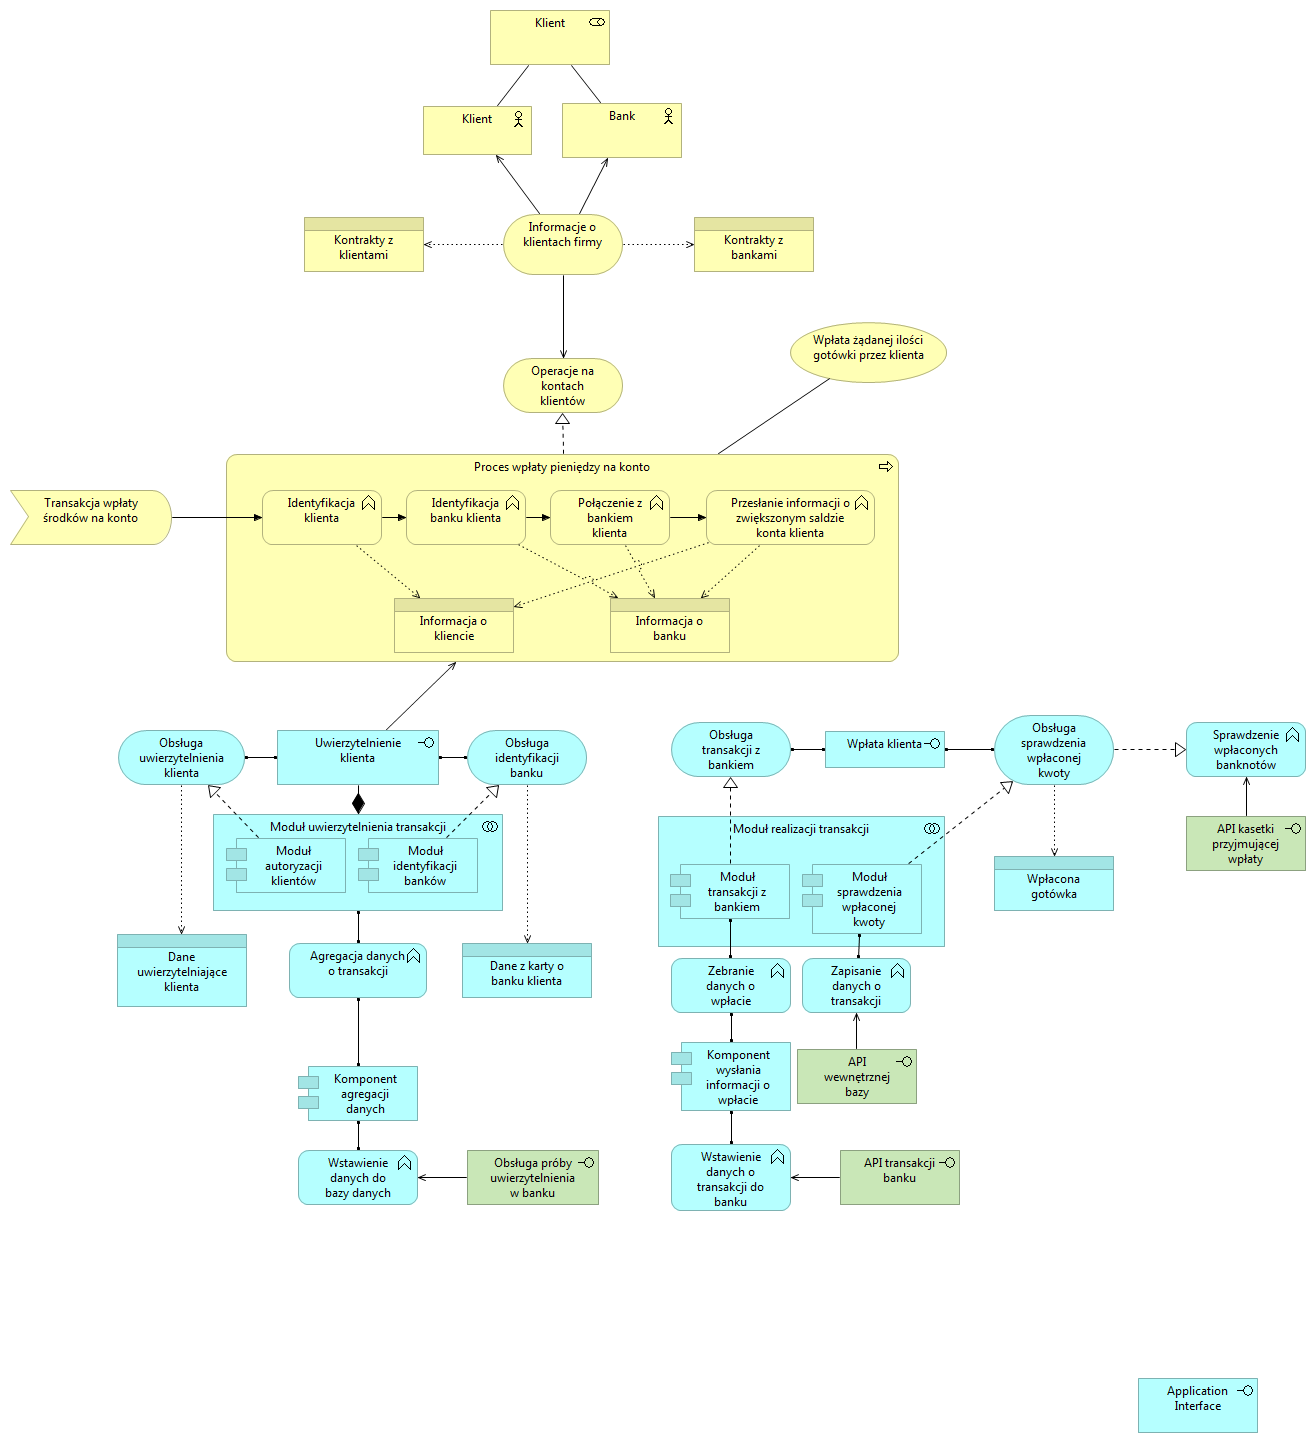 Klient
Klient
Bank
Informacje o
klientach firmy
Kontrakty z
klientami
Kontrakty z
bankami
Wpłata żądanej ilości
gotówki przez klienta
Operacje na
kontach
klientów
Proces wpłaty pieniędzy na konto
Transakcja wpłaty
środków na konto
Identyfikacja
klienta
Identyfikacja
banku klienta
Połączenie z
bankiem
klienta
Przesłanie informacji o
zwiększonym saldzie
konta klienta
Informacja o
kliencie
Informacja o
banku
Obsługa
uwierzytelnienia
klienta
Uwierzytelnienie
klienta
Obsługa
identyfikacji
banku
Obsługa
transakcji z
bankiem
Wpłata klienta
Obsługa
sprawdzenia
wpłaconej
kwoty
Sprawdzenie
wpłaconych
banknotów
Moduł uwierzytelnienia transakcji
Moduł
autoryzacji
klientów
Moduł
identyfikacji
banków
Moduł realizacji transakcji
Moduł
transakcji z
bankiem
Moduł
sprawdzenia
wpłaconej
kwoty
API kasetki
przyjmującej
wpłaty
Wpłacona
gotówka
Dane
uwierzytelniające
klienta
Agregacja danych
o transakcji
Dane z karty o
banku klienta
Zebranie
danych o
wpłacie
Zapisanie
danych o
transakcji
Komponent
agregacji
danych
Komponent
wysłania
informacji o
wpłacie
API
wewnętrznej
bazy
Wstawienie
danych do
bazy danych
Obsługa próby
uwierzytelnienia
w banku
Wstawienie
danych o
transakcji do
banku
API transakcji
banku
Application
Interface